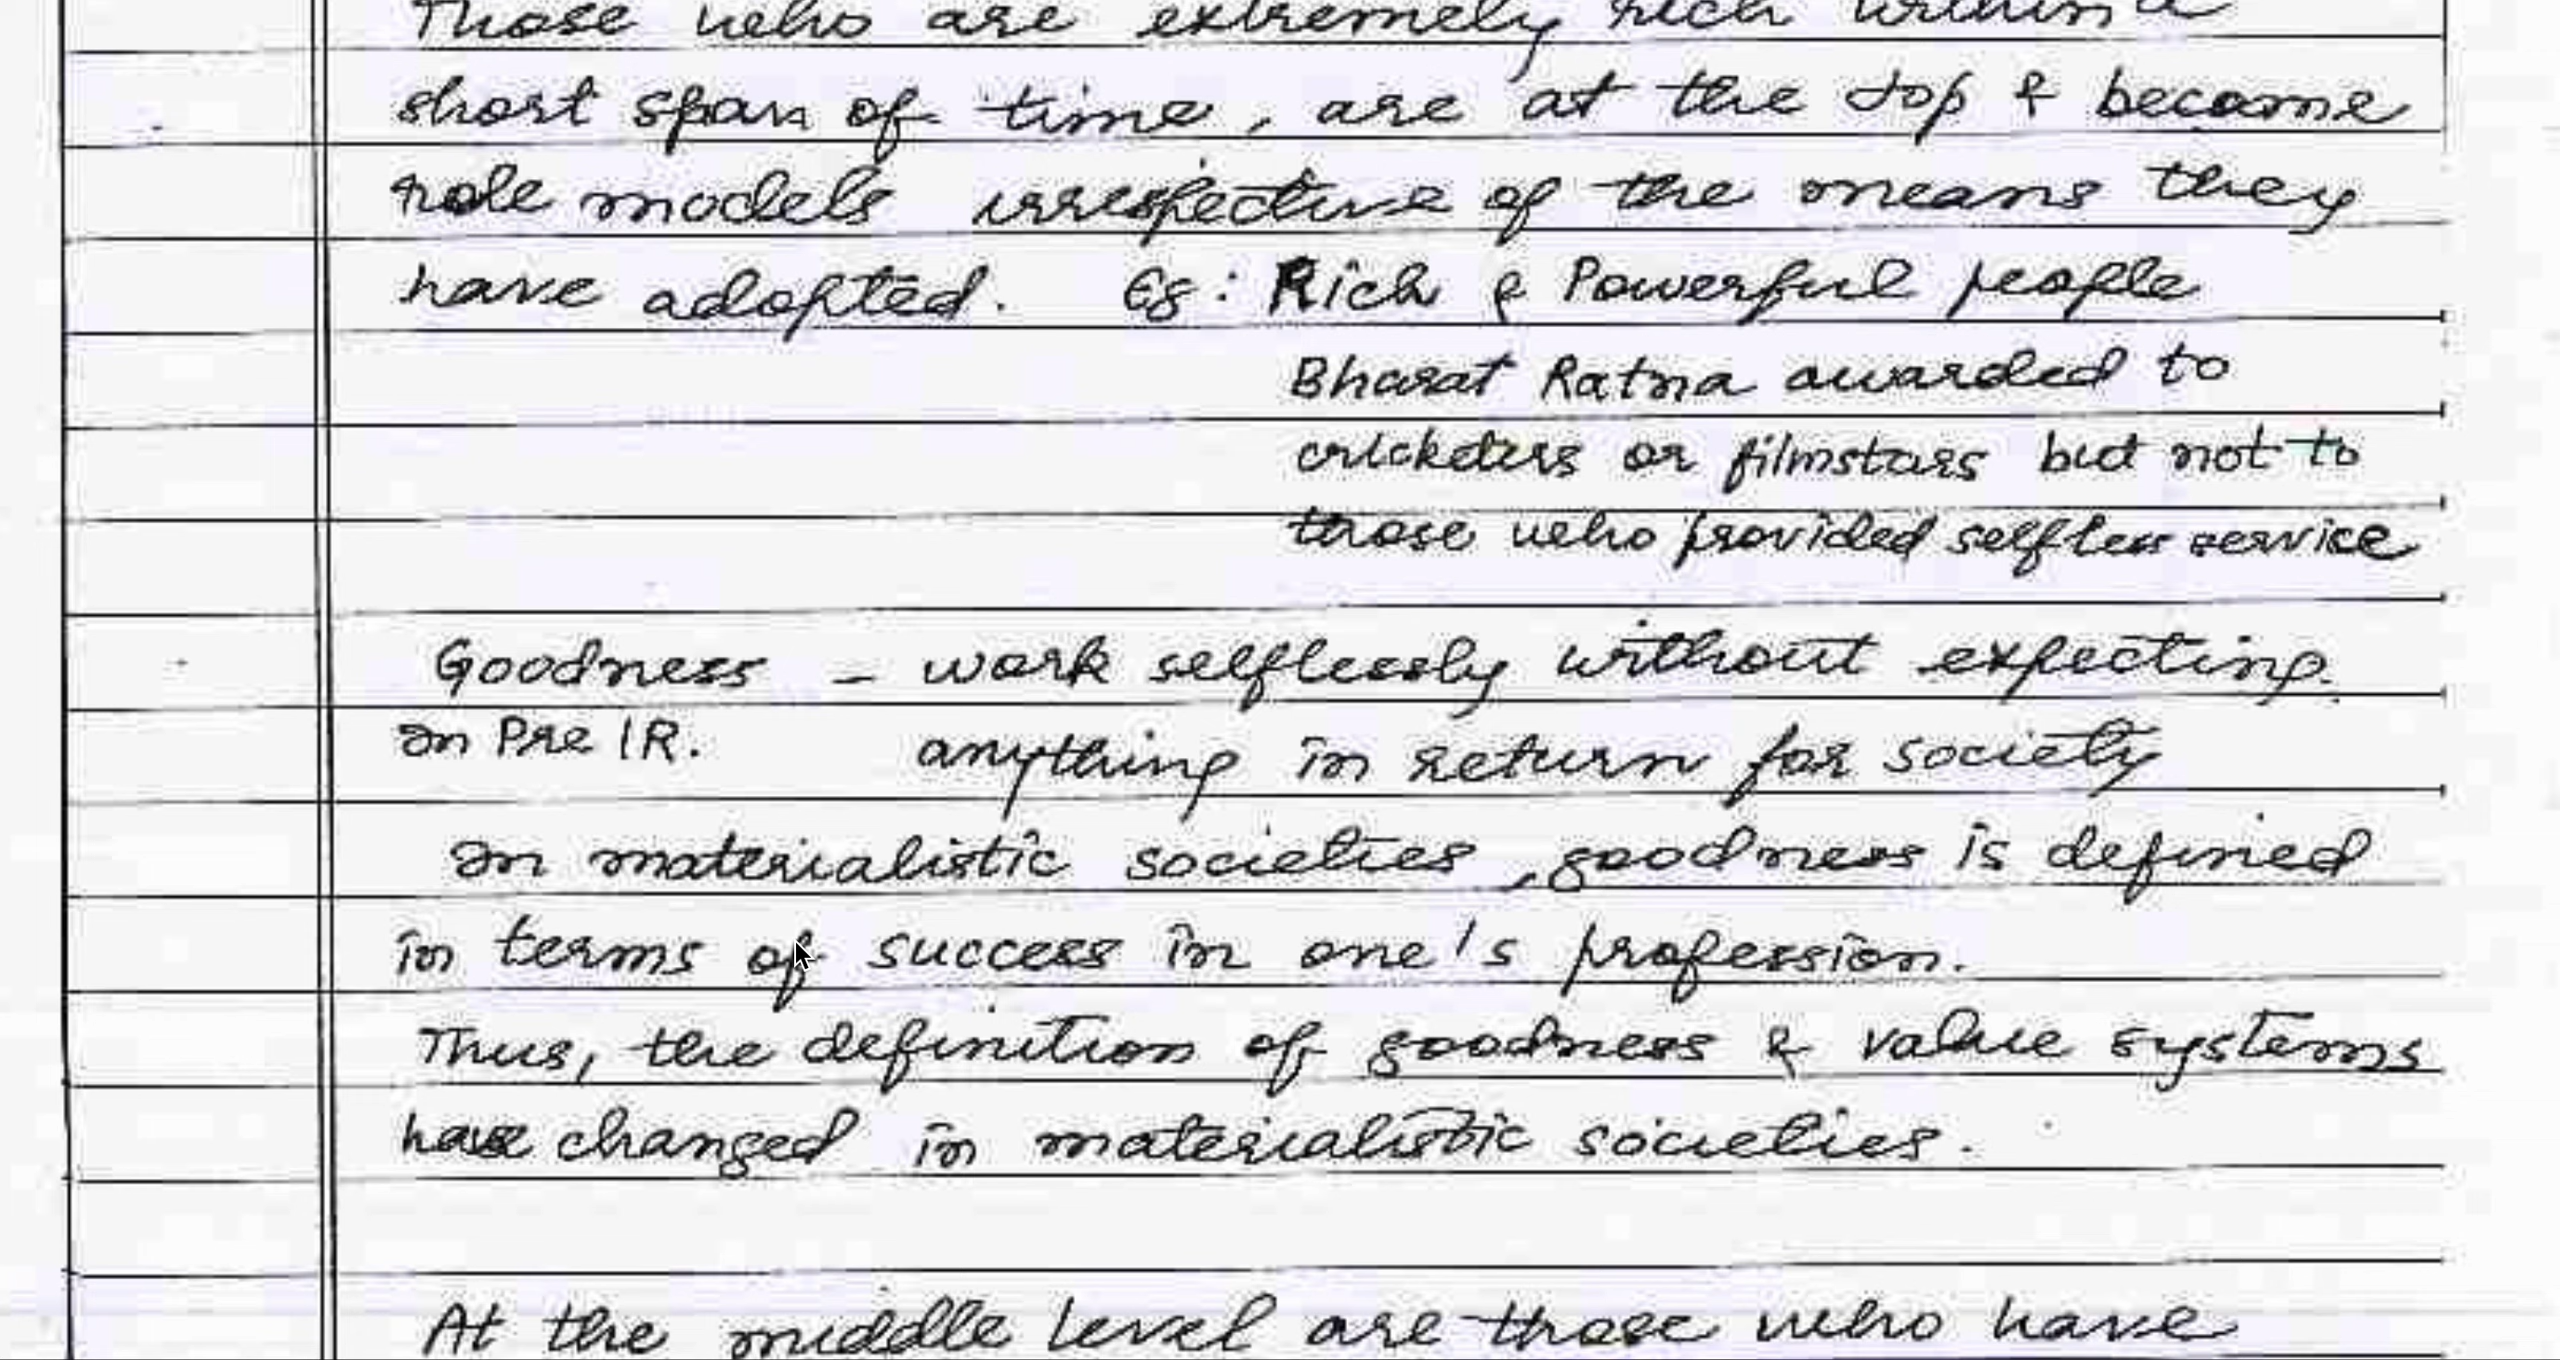 Those who are extremely rich within a
short span of time, are at the top & become
role models irrespective of the means they
have adopted. Eg: Rich & Powerful people
Bharat Ratna awarded to
cricketers or filmstars but not to
those who provided selfless service
Goodness – work selflessly without expecting
in Pre IR. anything in return for society
In materialistic societies, goodness is defined
in terms of success in one's profession.
Thus, the definition of goodness & value systems
have changed in materialistic societies.
At the middle level are those who have